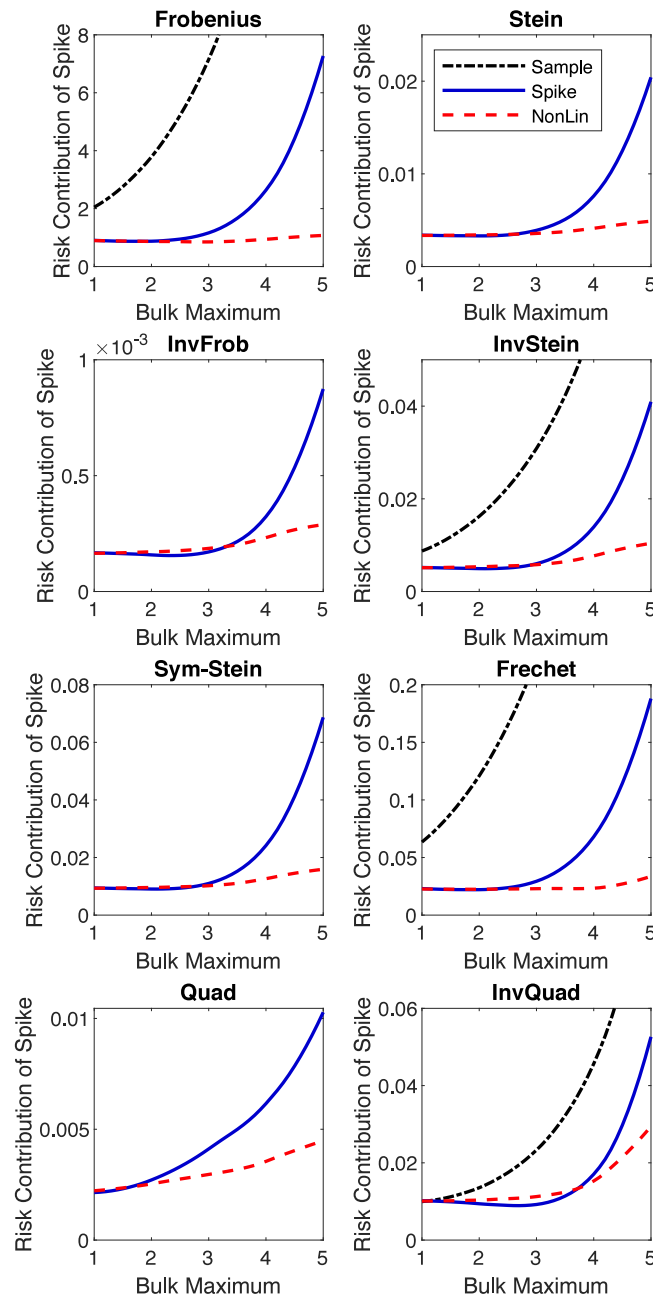 Frobenius
Risk Contribution of Spike
8
6
4
2
0
1 2 3 4 5
Bulk Maximum
Stein
Risk Contribution of Spike
0.02
0.01
0
1 2 3 4 5
Bulk Maximum
Sample
Spike
NonLin
InvFrob
×10-3
Risk Contribution of Spike
1
0.5
0
1 2 3 4 5
Bulk Maximum
InvStein
Risk Contribution of Spike
0.04
0.02
0
1 2 3 4 5
Bulk Maximum
Sym-Stein
Risk Contribution of Spike
0.08
0.06
0.04
0.02
0
1 2 3 4 5
Bulk Maximum
Frechet
Risk Contribution of Spike
0.2
0.15
0.1
0.05
0
1 2 3 4 5
Bulk Maximum
Quad
Risk Contribution of Spike
0.01
0.005
0
1 2 3 4 5
Bulk Maximum
InvQuad
Risk Contribution of Spike
0.06
0.04
0.02
0
1 2 3 4 5
Bulk Maximum